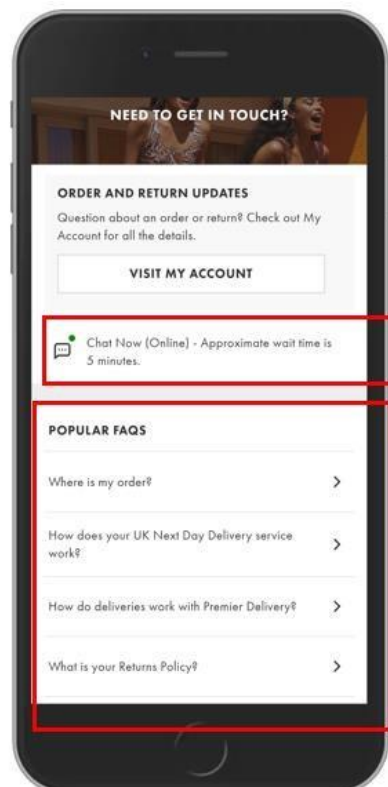 NEED TO GET IN TOUCH?
ORDER AND RETURN UPDATES
Question about an order or return? Check out My
Account for all the details.
VISIT MY ACCOUNT
Chat Now (Online) - Approximate wait time is
5 minutes.
POPULAR FAQS
Where is my order?
How does your UK Next Day Delivery service
work?
How do deliveries work with Premier Delivery?
What is your Returns Policy?